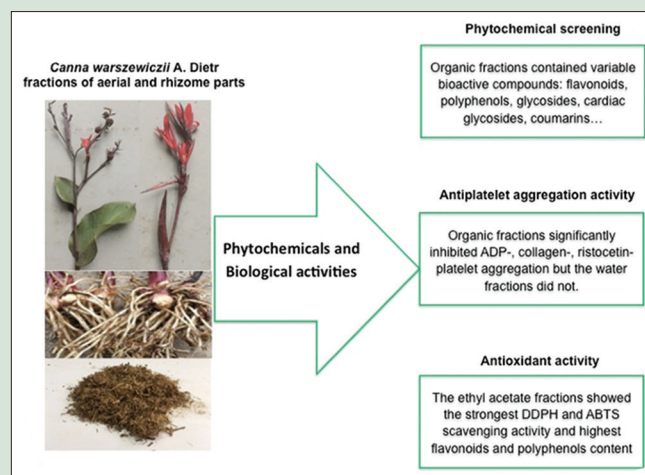 Canna warszewiczii A. Dietr
fractions of aerial and rhizome parts
Phytochemicals and
Biological activities
Phytochemical screening
Organic fractions contained variable
bioactive compounds: flavonoids,
polyphenols, glycosides, cardiac
glycosides, coumarins…
Antiplatelet aggregation activity
Organic fractions significantly
inhibited ADP-, collagen-, ristocetin-
platelet aggregation but the water
fractions did not.
Antioxidant activity
The ethyl acetate fractions showed
the strongest DDPH and ABTS
scavenging activity and highest
flavonoids and polyphenols content